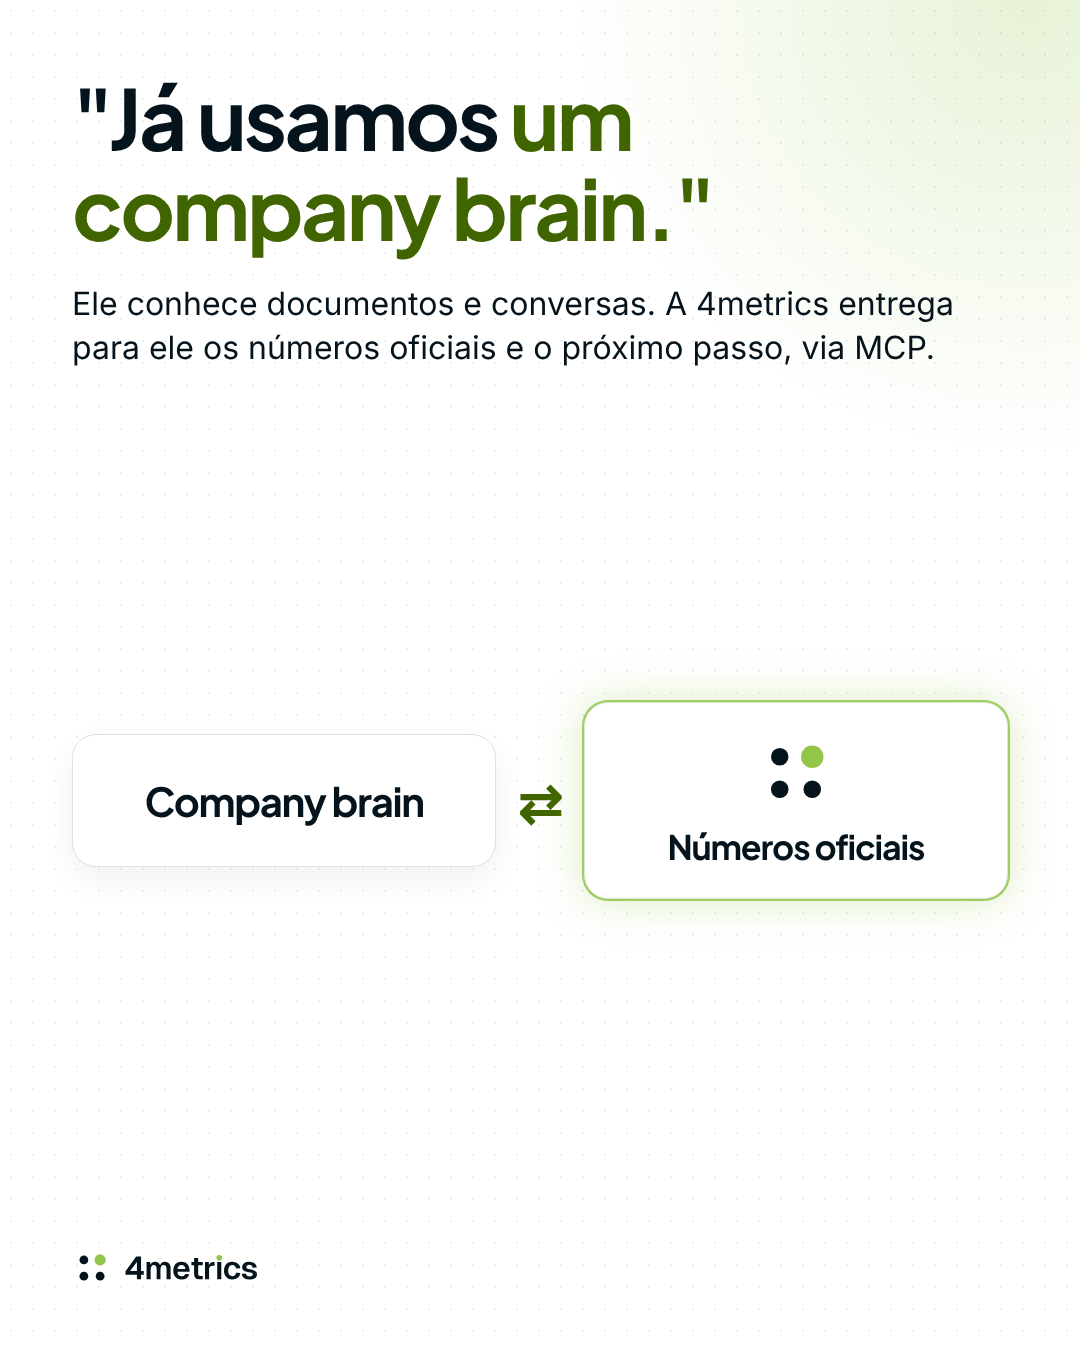 "Já usamos um
company brain."
Ele conhece documentos e conversas. A 4metrics entrega
para ele os números oficiais e o próximo passo, via MCP.
Company brain
⇄
Números oficiais
4metrics